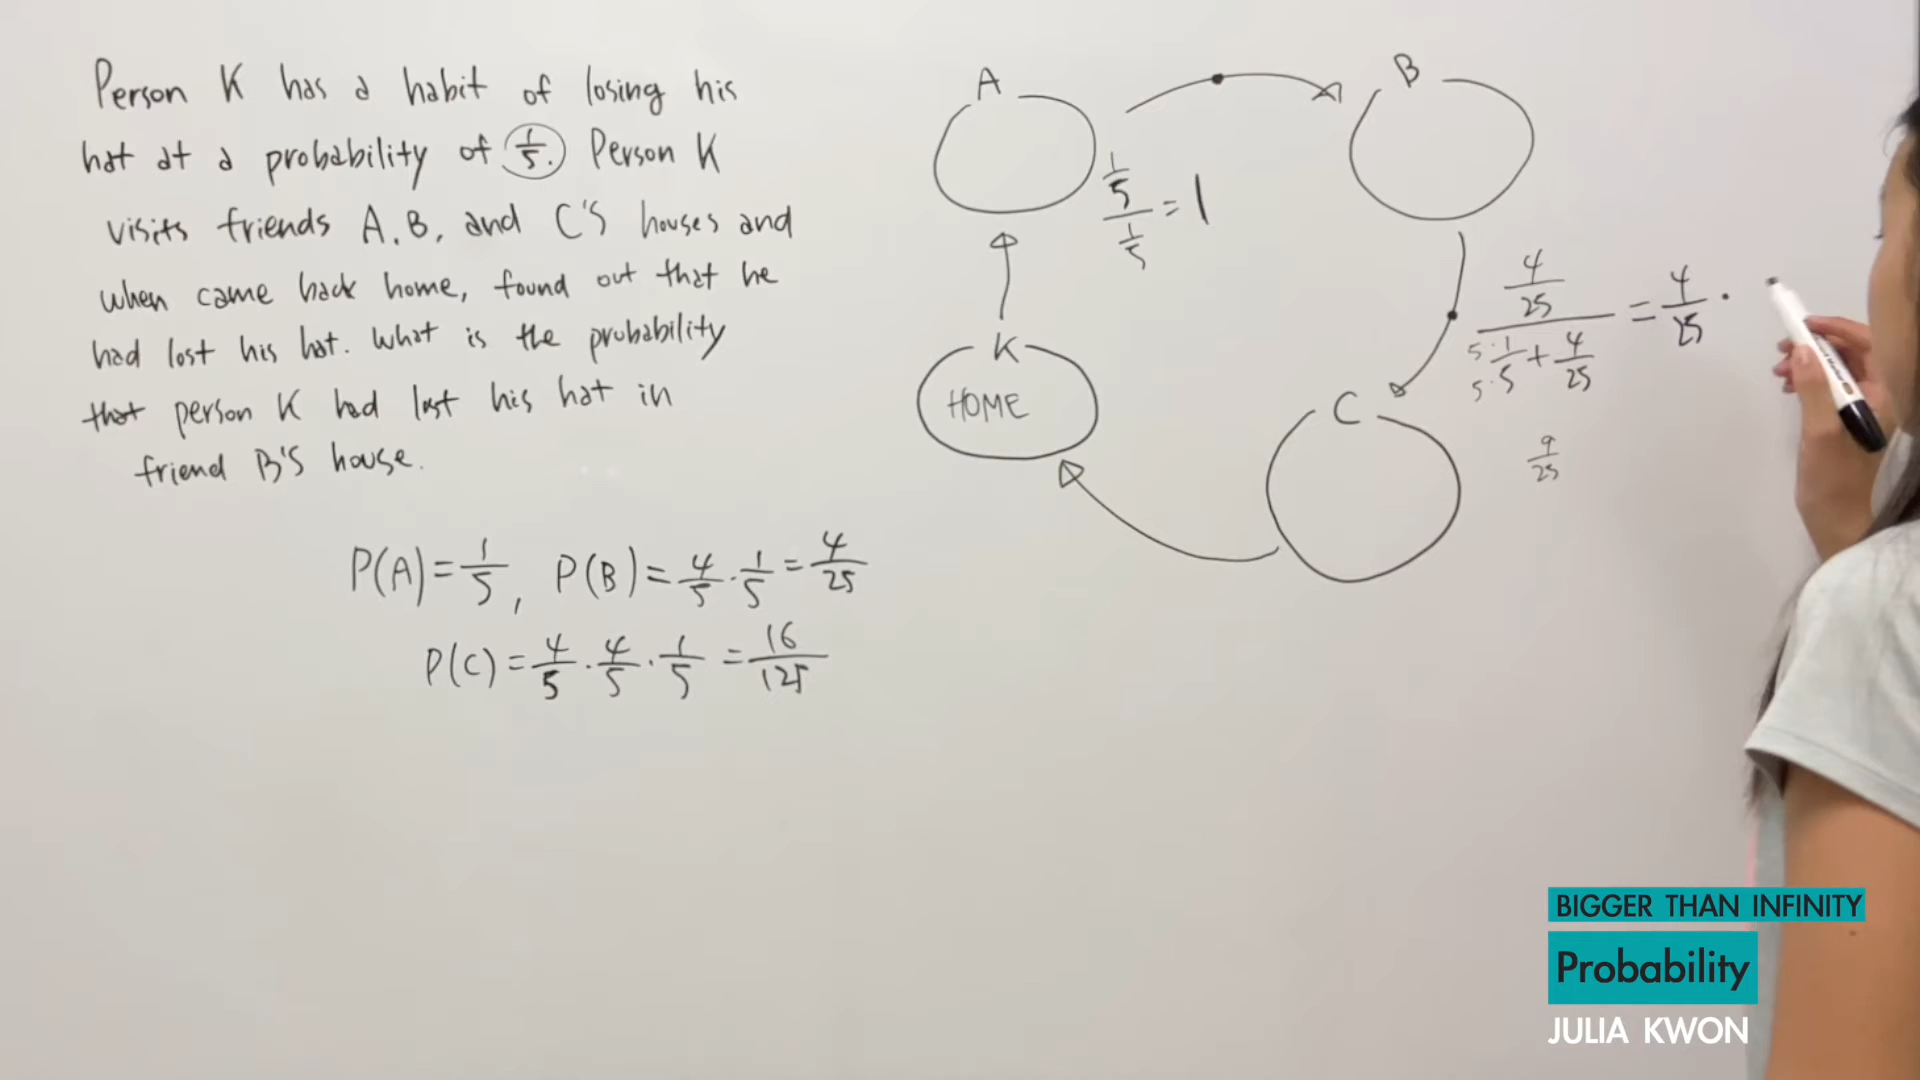 Person K has a habit of losing his
hat at a probability of 1/5. Person K
visits friends A, B, and C'S houses and
when came back home, found out that he
had lost his hat. What is the probability
that person K had lost his hat in
friend B'S house.
P(A) = 1/5, P(B) = 4/5 · 1/5 = 4/25
P(C) = 4/5 · 4/5 · 1/5 = 16/125
A
B
(1/5)/(1/5) = 1
K
HOME
C
(4/25)/(5·1/5·5 + 4/25) = 4/25 ·
9/25
BIGGER THAN INFINITY
Probability
JULIA KWON